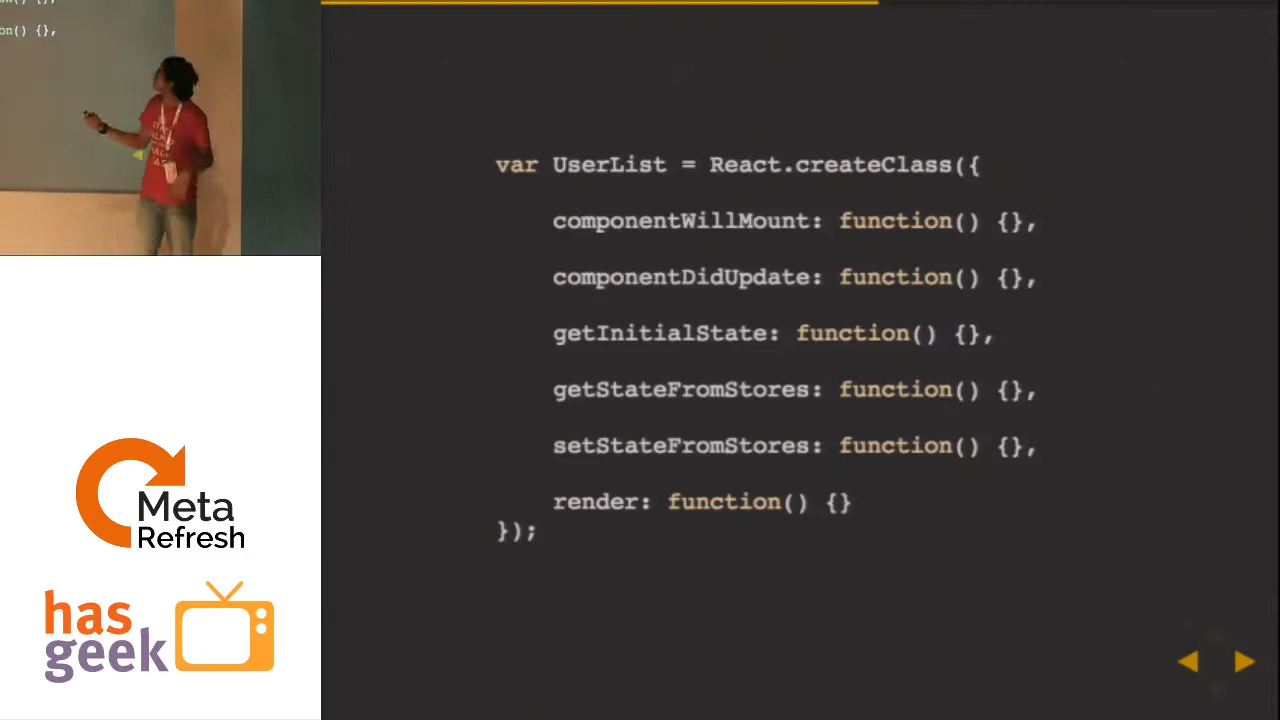 on() {},
var UserList = React.createClass({
componentWillMount: function() {},
componentDidUpdate: function() {},
getInitialState: function() {},
getStateFromStores: function() {},
setStateFromStores: function() {},
render: function() {}
});
Meta
Refresh
has
geek